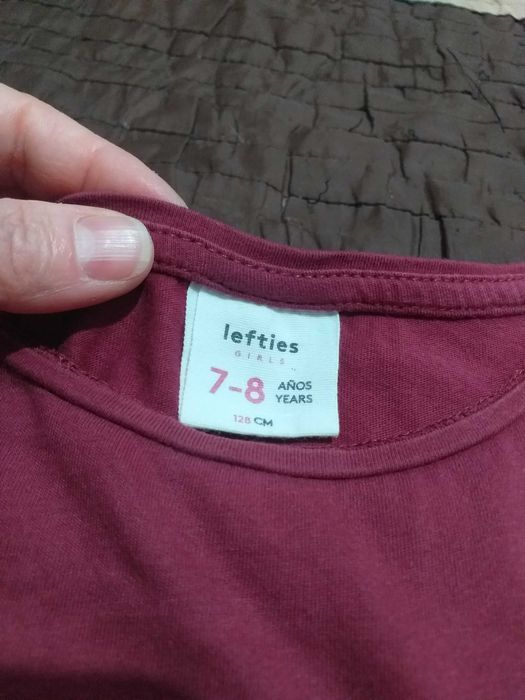 lefties
GIRLS
7-8 AÑOS
YEARS
128 CM